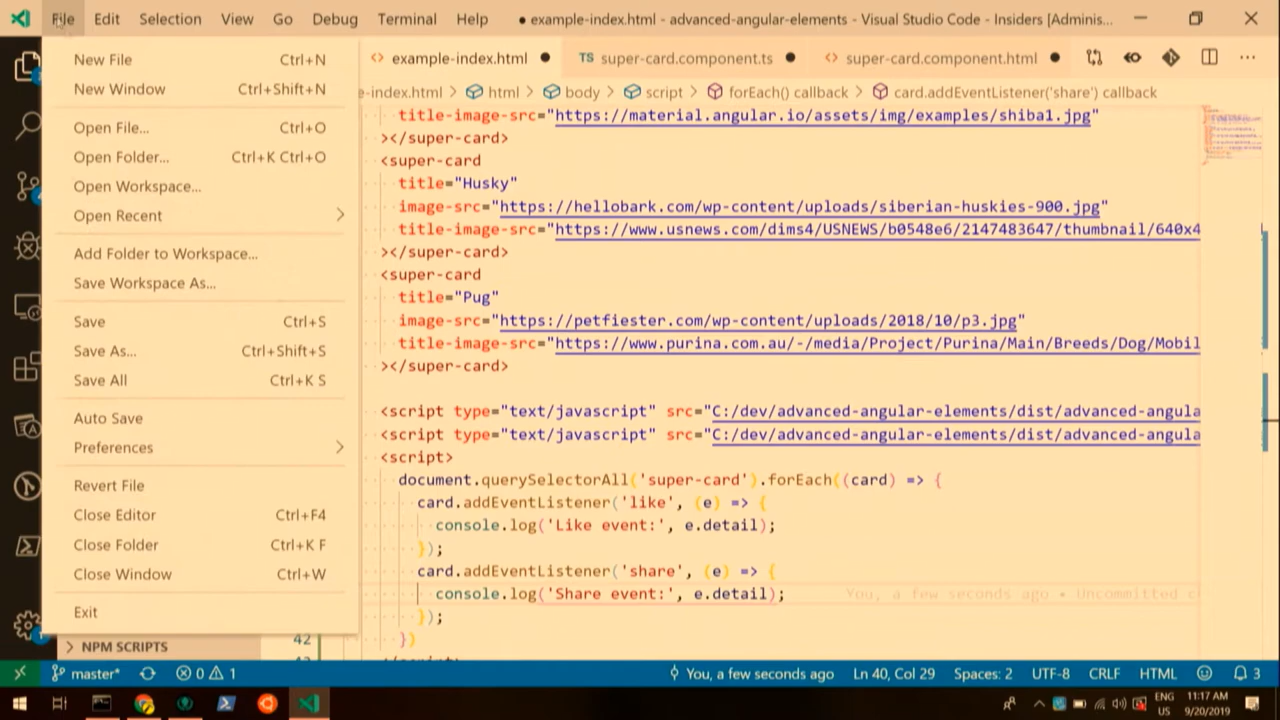 File Edit Selection View Go Debug Terminal Help ● example-index.html - advanced-angular-elements - Visual Studio Code - Insiders [Adminis...
New File Ctrl+N
New Window Ctrl+Shift+N
Open File... Ctrl+O
Open Folder... Ctrl+K Ctrl+O
Open Workspace...
Open Recent
Add Folder to Workspace...
Save Workspace As...
Save Ctrl+S
Save As... Ctrl+Shift+S
Save All Ctrl+K S
Auto Save
Preferences
Revert File
Close Editor Ctrl+F4
Close Folder Ctrl+K F
Close Window Ctrl+W
Exit
NPM SCRIPTS
example-index.html ● TS super-card.component.ts ● super-card.component.html ●
e-index.html > html > body > script > forEach() callback > card.addEventListener('share') callback
title-image-src="https://material.angular.io/assets/img/examples/shiba1.jpg"
></super-card>
<super-card
title="Husky"
image-src="https://hellobark.com/wp-content/uploads/siberian-huskies-900.jpg"
title-image-src="https://www.usnews.com/dims4/USNEWS/b0548e6/2147483647/thumbnail/640x4
></super-card>
<super-card
title="Pug"
image-src="https://petfiester.com/wp-content/uploads/2018/10/p3.jpg"
title-image-src="https://www.purina.com.au/-/media/Project/Purina/Main/Breeds/Dog/Mobil
></super-card>
<script type="text/javascript" src="C:/dev/advanced-angular-elements/dist/advanced-angula
<script type="text/javascript" src="C:/dev/advanced-angular-elements/dist/advanced-angula
<script>
document.querySelectorAll('super-card').forEach((card) => {
card.addEventListener('like', (e) => {
console.log('Like event:', e.detail);
});
card.addEventListener('share', (e) => {
console.log('Share event:', e.detail); You, a few seconds ago • Uncommitted c
});
42 })
master* 0 1 You, a few seconds ago Ln 40, Col 29 Spaces: 2 UTF-8 CRLF HTML 3
ENG 11:17 AM
US 9/20/2019